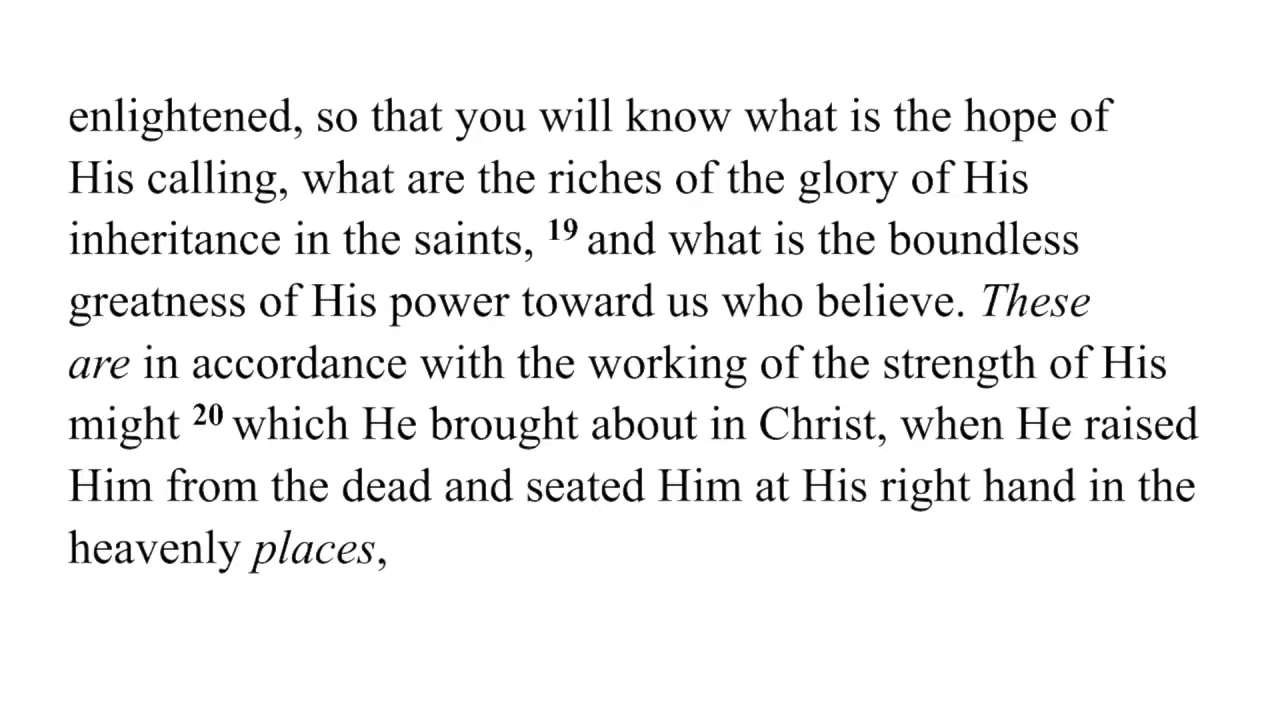 enlightened, so that you will know what is the hope of
His calling, what are the riches of the glory of His
inheritance in the saints, 19 and what is the boundless
greatness of His power toward us who believe. These
are in accordance with the working of the strength of His
might 20 which He brought about in Christ, when He raised
Him from the dead and seated Him at His right hand in the
heavenly places,